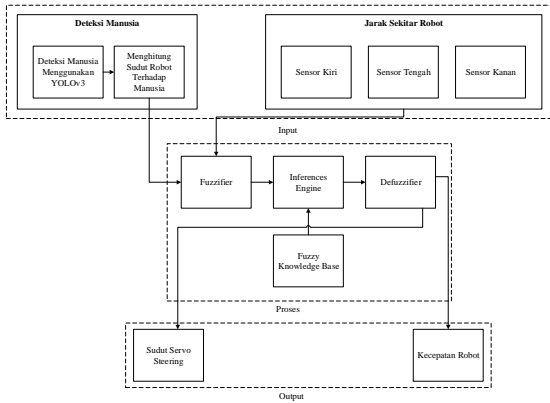 Deteksi Manusia
Jarak Sekitar Robot
Deteksi Manusia
Menggunakan
YOLOv3
Menghitung
Sudut Robot
Terhadap
Manusia
Sensor Kiri
Sensor Tengah
Sensor Kanan
Input
Fuzzifier
Inferences
Engine
Defuzzifier
Fuzzy
Knowledge Base
Proses
Sudut Servo
Steering
Kecepatan Robot
Output